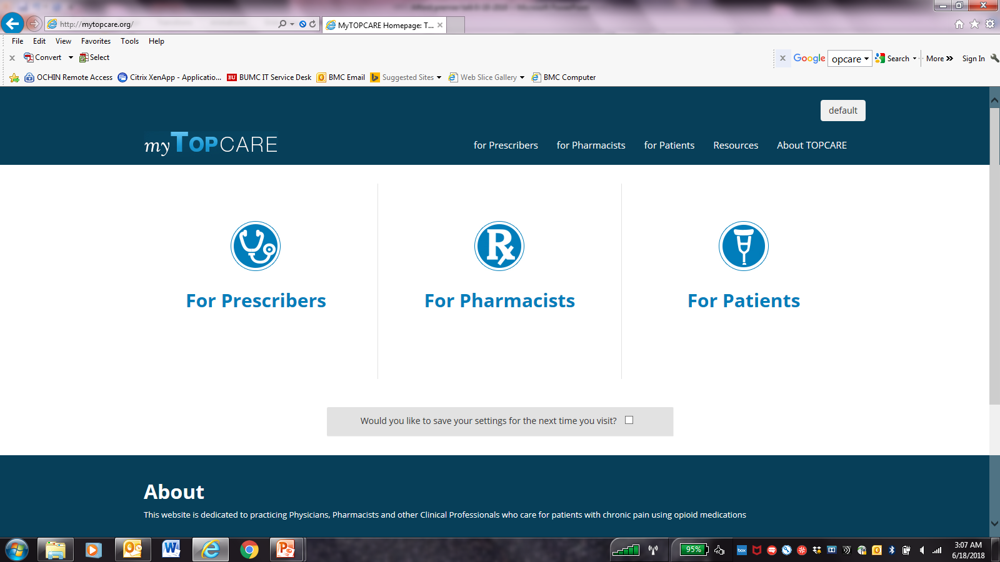 http://mytopcare.org/
MyTOPCARE Homepage: T...
File Edit View Favorites Tools Help
Convert Select
Google opcare Search More Sign In
OCHIN Remote Access Citrix XenApp - Applicatio... BU BUMC IT Service Desk BMC Email Suggested Sites Web Slice Gallery BMC Computer
default
myTOPCARE
for Prescribers for Pharmacists for Patients Resources About TOPCARE
For Prescribers For Pharmacists For Patients
Would you like to save your settings for the next time you visit?
About
This website is dedicated to practicing Physicians, Pharmacists and other Clinical Professionals who care for patients with chronic pain using opioid medications
95%
box
3:07 AM
6/18/2018